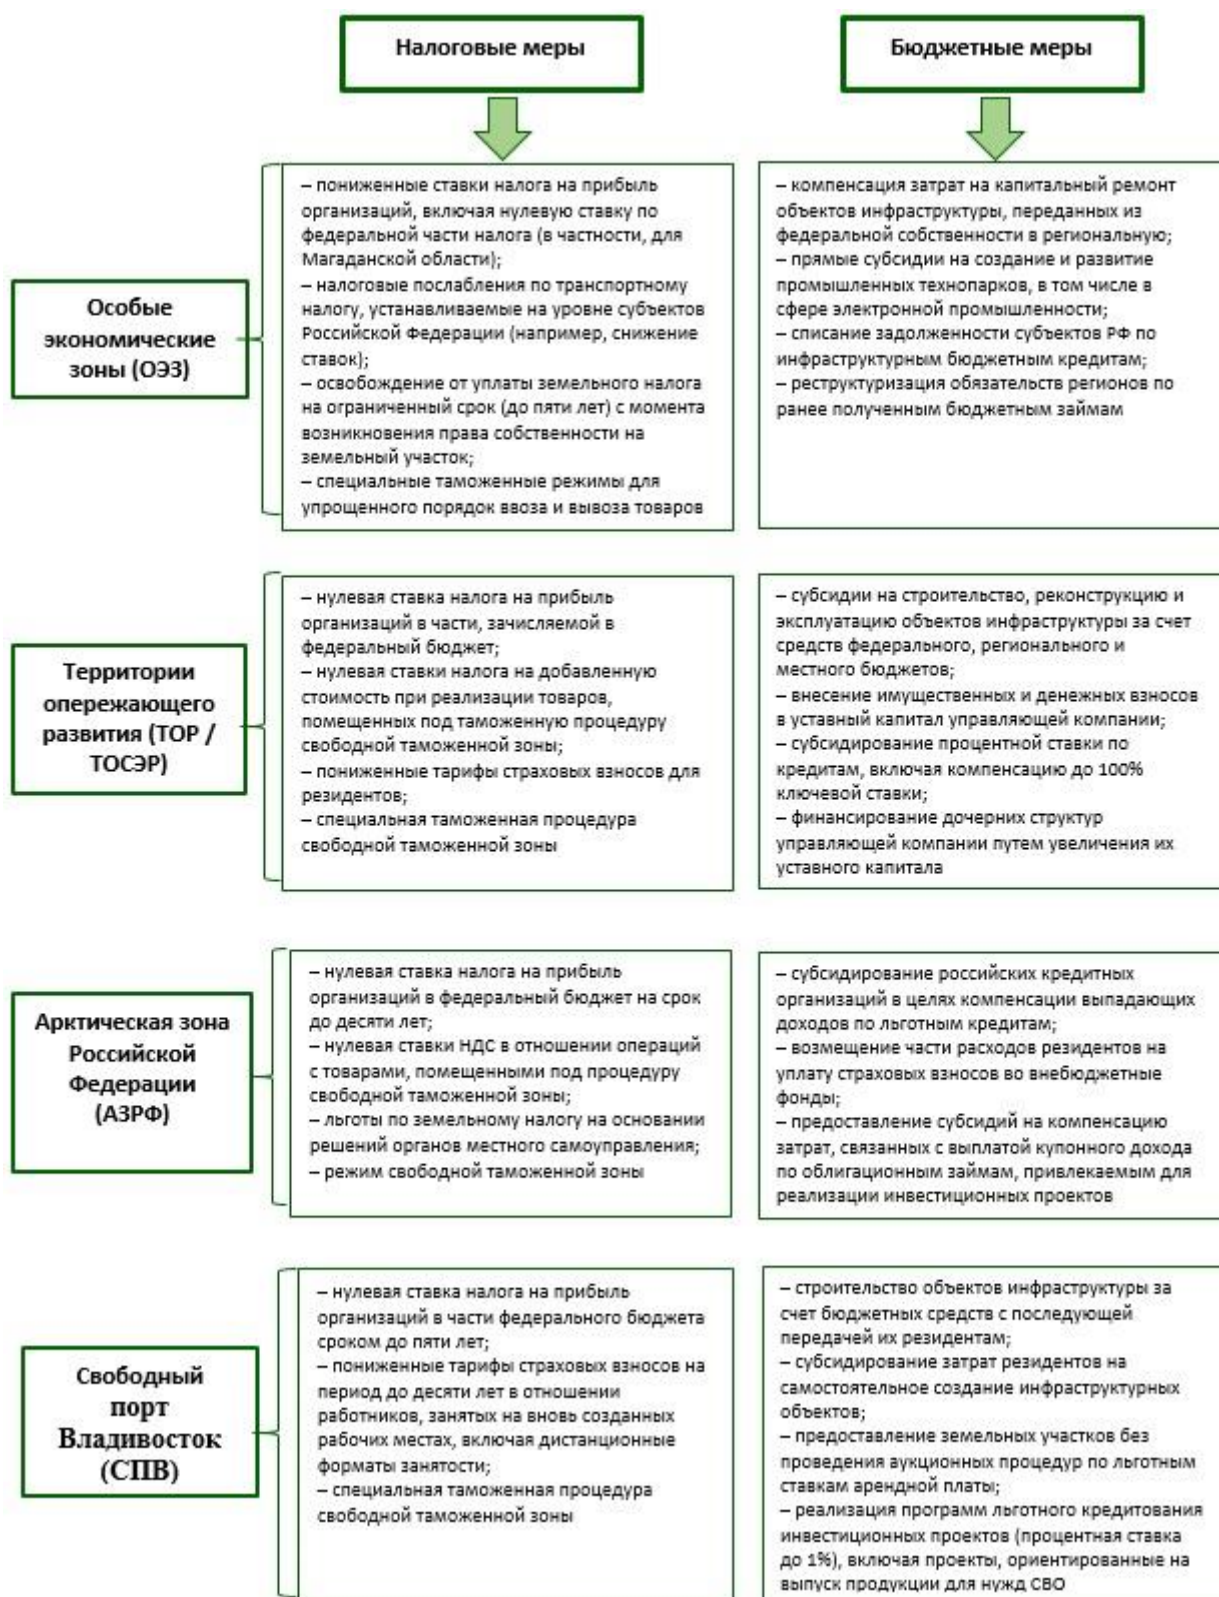 Налоговые меры
Бюджетные меры
Особые
экономические
зоны (ОЭЗ)
– пониженные ставки налога на прибыль
организаций, включая нулевую ставку по
федеральной части налога (в частности, для
Магаданской области);
– налоговые послабления по транспортному
налогу, устанавливаемые на уровне субъектов
Российской Федерации (например, снижение
ставок);
– освобождение от уплаты земельного налога
на ограниченный срок (до пяти лет) с момента
возникновения права собственности на
земельный участок;
– специальные таможенные режимы для
упрощенного порядок ввоза и вывоза товаров
– компенсация затрат на капитальный ремонт
объектов инфраструктуры, переданных из
федеральной собственности в региональную;
– прямые субсидии на создание и развитие
промышленных технопарков, в том числе в
сфере электронной промышленности;
– списание задолженности субъектов РФ по
инфраструктурным бюджетным кредитам;
– реструктуризация обязательств регионов по
ранее полученным бюджетным займам
Территории
опережающего
развития (ТОР /
ТОСЭР)
– нулевая ставка налога на прибыль
организаций в части, зачисляемой в
федеральный бюджет;
– нулевая ставки налога на добавленную
стоимость при реализации товаров,
помещенных под таможенную процедуру
свободной таможенной зоны;
– пониженные тарифы страховых взносов для
резидентов;
– специальная таможенная процедура
свободной таможенной зоны
– субсидии на строительство, реконструкцию и
эксплуатацию объектов инфраструктуры за счет
средств федерального, регионального и
местного бюджетов;
– внесение имущественных и денежных взносов
в уставный капитал управляющей компании;
– субсидирование процентной ставки по
кредитам, включая компенсацию до 100%
ключевой ставки;
– финансирование дочерних структур
управляющей компании путем увеличения их
уставного капитала
Арктическая зона
Российской
Федерации
(АЗРФ)
– нулевая ставка налога на прибыль
организаций в федеральный бюджет на срок
до десяти лет;
– нулевая ставки НДС в отношении операций
с товарами, помещенными под процедуру
свободной таможенной зоны;
– льготы по земельному налогу на основании
решений органов местного самоуправления;
– режим свободной таможенной зоны
– субсидирование российских кредитных
организаций в целях компенсации выпадающих
доходов по льготным кредитам;
– возмещение части расходов резидентов на
уплату страховых взносов во внебюджетные
фонды;
– предоставление субсидий на компенсацию
затрат, связанных с выплатой купонного дохода
по облигационным займам, привлекаемым для
реализации инвестиционных проектов
Свободный
порт
Владивосток
(СПВ)
– нулевая ставка налога на прибыль
организаций в части федерального бюджета
сроком до пяти лет;
– пониженные тарифы страховых взносов на
период до десяти лет в отношении
работников, занятых на вновь созданных
рабочих местах, включая дистанционные
форматы занятости;
– специальная таможенная процедура
свободной таможенной зоны
– строительство объектов инфраструктуры за
счет бюджетных средств с последующей
передачей их резидентам;
– субсидирование затрат резидентов на
самостоятельное создание инфраструктурных
объектов;
– предоставление земельных участков без
проведения аукционных процедур по льготным
ставкам арендной платы;
– реализация программ льготного кредитования
инвестиционных проектов (процентная ставка
до 1%), включая проекты, ориентированные на
выпуск продукции для нужд СВО